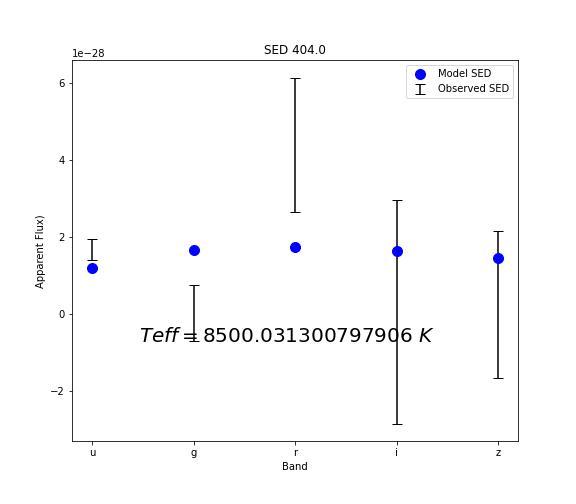 SED 404.0
1e−28
Model SED
Observed SED
6
4
2
0
−2
Apparent Flux)
Teff = 8500.031300797906 K
u g r i z
Band